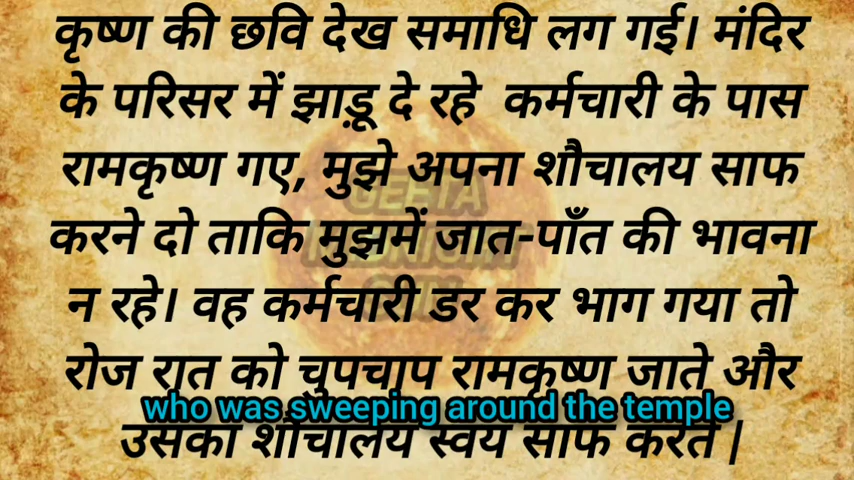 कृष्ण की छवि देख समाधि लग गई। मंदिर
के परिसर में झाड़ू दे रहे कर्मचारी के पास
रामकृष्ण गए, मुझे अपना शौचालय साफ
करने दो ताकि मुझमें जात-पाँत की भावना
न रहे। वह कर्मचारी डर कर भाग गया तो
रोज रात को चुपचाप रामकृष्ण जाते और
who was sweeping around the temple
उसका शौचालय स्वयं साफ करते |